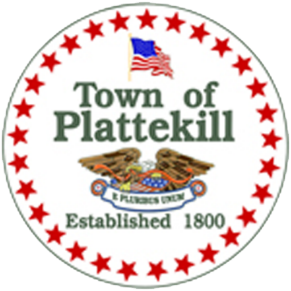 Town of
Plattekill
E PLURIBUS UNUM
Established 1800